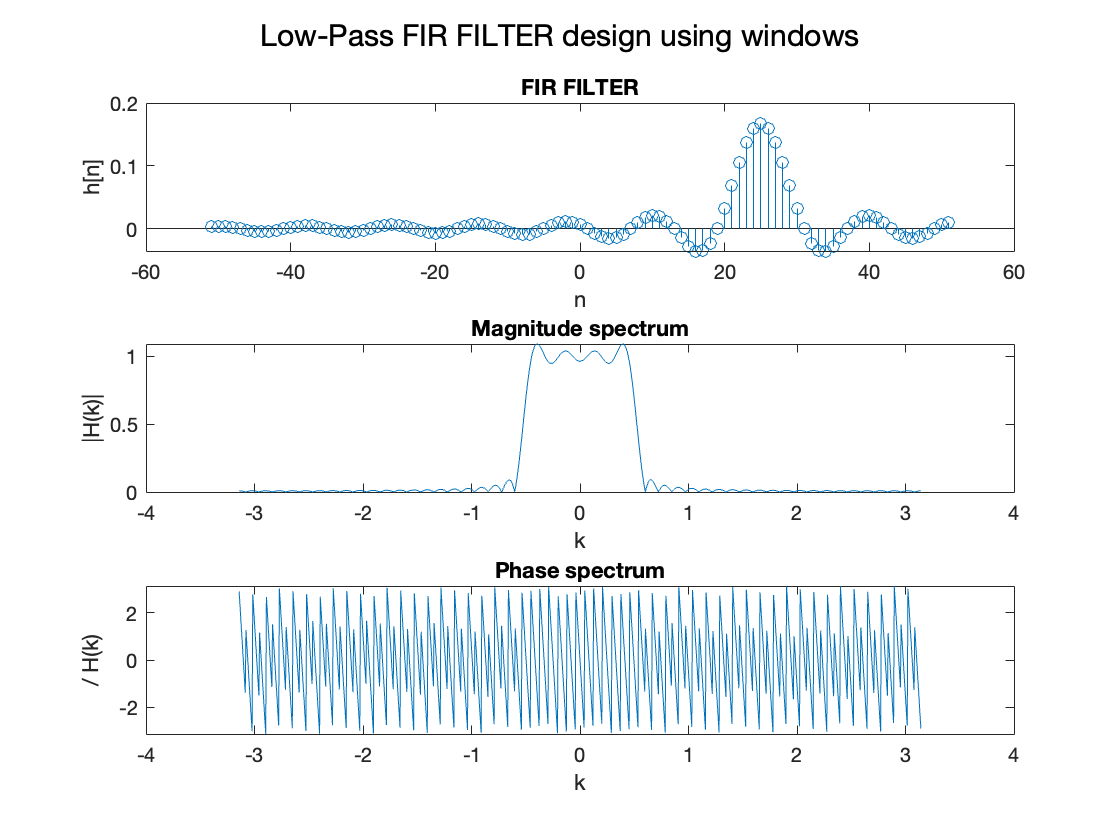 Low-Pass FIR FILTER design using windows
FIR FILTER
0.2
0.1
0
h[n]
-60 -40 -20 0 20 40 60
n
Magnitude spectrum
1
0.5
0
|H(k)|
-4 -3 -2 -1 0 1 2 3 4
k
Phase spectrum
2
0
-2
/ H(k)
-4 -3 -2 -1 0 1 2 3 4
k